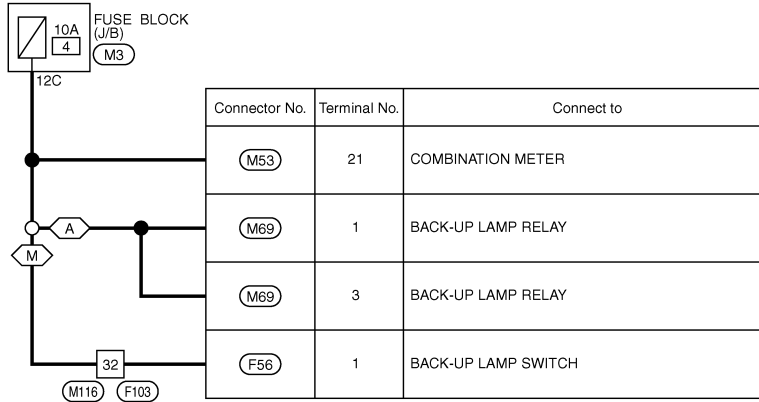 FUSE BLOCK
(J/B)
10A
4
M3
12C
Connector No. Terminal No. Connect to
M53 21 COMBINATION METER
A M69 1 BACK-UP LAMP RELAY
M
M69 3 BACK-UP LAMP RELAY
32 F56 1 BACK-UP LAMP SWITCH
M116 F103